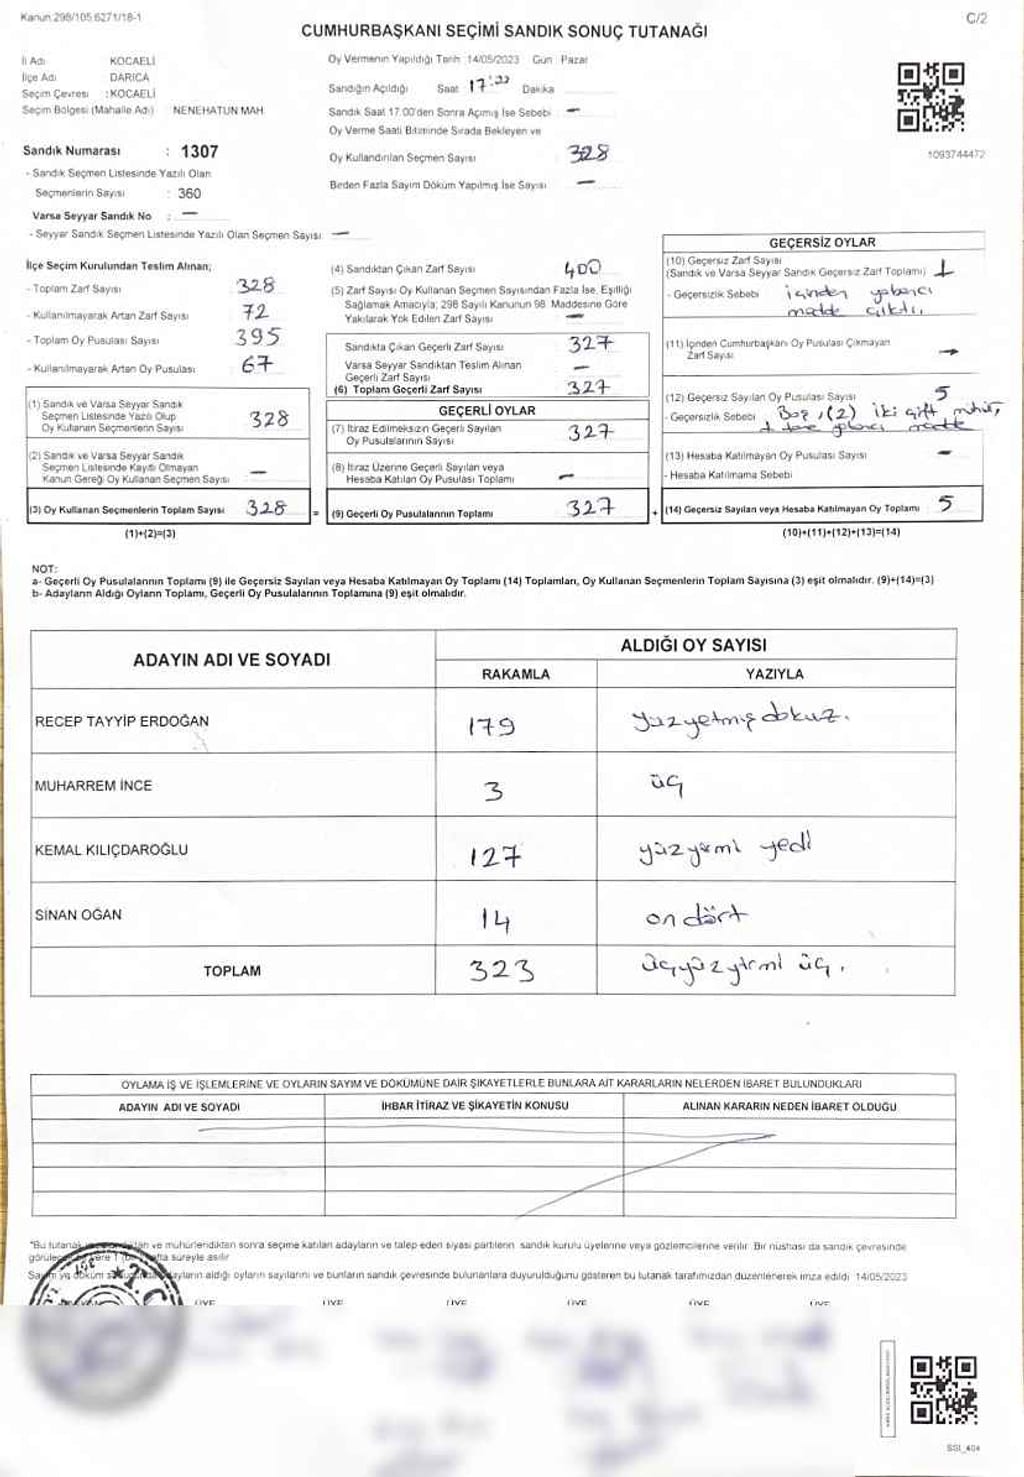 Kanun:298/105:6271/18-1
C/2
CUMHURBAŞKANI SEÇİMİ SANDIK SONUÇ TUTANAĞI
İl Adı KOCAELİ
İlçe Adı DARICA
Seçim Çevresi : KOCAELİ
Seçim Bölgesi (Mahalle Adı) NENEHATUN MAH
Sandık Numarası : 1307
- Sandık Seçmen Listesinde Yazılı Olan
Seçmenlerin Sayısı : 360
Varsa Seyyar Sandık No : —
- Seyyar Sandık Seçmen Listesinde Yazılı Olan Seçmen Sayısı: —
Oy Vermenin Yapıldığı Tarih :14/05/2023 Gün : Pazar
Sandığın Açıldığı Saat 17:00 Dakika
Sandık Saat 17:00'den Sonra Açımış İse Sebebi : —
Oy Verme Saati Bitiminde Sırada Bekleyen ve
Oy Kullandırılan Seçmen Sayısı 328
Birden Fazla Sayım Döküm Yapılmış İse Sayısı —
1093744472
İlçe Seçim Kurulundan Teslim Alınan;
- Toplam Zarf Sayısı 328
- Kullanılmayarak Artan Zarf Sayısı 72
- Toplam Oy Pusulası Sayısı 395
- Kullanılmayarak Artan Oy Pusulası 67
(1) Sandık ve Varsa Seyyar Sandık
Seçmen Listesinde Yazılı Olup
Oy Kullanan Seçmenlerin Sayısı 328
(2) Sandık ve Varsa Seyyar Sandık
Seçmen Listesinde Kayıtlı Olmayan
Kanun Gereği Oy Kullanan Seçmen Sayısı —
(3) Oy Kullanan Seçmenlerin Toplam Sayısı 328
(1)+(2)=(3)
(4) Sandıktan Çıkan Zarf Sayısı 400
(5) Zarf Sayısı Oy Kullanan Seçmen Sayısından Fazla İse, Eşitliği
Sağlamak Amacıyla; 298 Sayılı Kanunun 98. Maddesine Göre
Yakılarak Yok Edilen Zarf Sayısı —
Sandıkta Çıkan Geçerli Zarf Sayısı 327
Varsa Seyyar Sandıktan Teslim Alınan
Geçerli Zarf Sayısı —
(6) Toplam Geçerli Zarf Sayısı 327
GEÇERLİ OYLAR
(7) İtiraz Edilmeksizin Geçerli Sayılan
Oy Pusulalarının Sayısı 327
(8) İtiraz Üzerine Geçerli Sayılan veya
Hesaba Katılan Oy Pusulası Toplamı —
= (9) Geçerli Oy Pusulalarının Toplamı 327
GEÇERSİZ OYLAR
(10) Geçersiz Zarf Sayısı
(Sandık ve Varsa Seyyar Sandık Geçersiz Zarf Toplamı) 1
- Geçersizlik Sebebi içinden yabancı
madde çıktı.
(11) İçinden Cumhurbaşkanı Oy Pusulası Çıkmayan
Zarf Sayısı —
(12) Geçersiz Sayılan Oy Pusulası Sayısı 5
- Geçersizlik Sebebi Boş, (2) iki çift mühür,
1 tane yabancı madde
(13) Hesaba Katılmayan Oy Pusulası Sayısı —
- Hesaba Katılmama Sebebi
+ (14) Geçersiz Sayılan veya Hesaba Katılmayan Oy Toplamı 5
(10)+(11)+(12)+(13)=(14)
NOT:
a- Geçerli Oy Pusulalarının Toplamı (9) ile Geçersiz Sayılan veya Hesaba Katılmayan Oy Toplamı (14) Toplamları, Oy Kullanan Seçmenlerin Toplam Sayısına (3) eşit olmalıdır. (9)+(14)=(3)
b- Adayların Aldığı Oyların Toplamı, Geçerli Oy Pusulalarının Toplamına (9) eşit olmalıdır.
ADAYIN ADI VE SOYADI ALDIĞI OY SAYISI
RAKAMLA YAZIYLA
RECEP TAYYİP ERDOĞAN 179 yüzyetmiş dokuz.
MUHARREM İNCE 3 üç
KEMAL KILIÇDAROĞLU 127 yüzyirmi yedi
SİNAN OĞAN 14 on dört
TOPLAM 323 üçyüzyirmi üç.
OYLAMA İŞ VE İŞLEMLERİNE VE OYLARIN SAYIM VE DÖKÜMÜNE DAİR ŞİKAYETLERLE BUNLARA AİT KARARLARIN NELERDEN İBARET BULUNDUKLARI
ADAYIN ADI VE SOYADI İHBAR İTİRAZ VE ŞİKAYETİN KONUSU ALINAN KARARIN NEDEN İBARET OLDUĞU
"Bu tutanak ve mühürlendikten sonra seçime katılan adayların ve talep eden siyasi partilerin sandık kurulu üyelerine veya gözlemcilerine verilir. Bir nüshası da sandık çevresinde
süreyle asılır
Sayım ve döküm adayların aldığı oyların sayılarını ve bunların sandık çevresinde bulunanlara duyurulduğunu gösteren bu tutanak tarafımızdan düzenlenerek imza edildi. 14/05/2023
ÜYE ÜYE ÜYE ÜYE ÜYE ÜYE
SSI_404